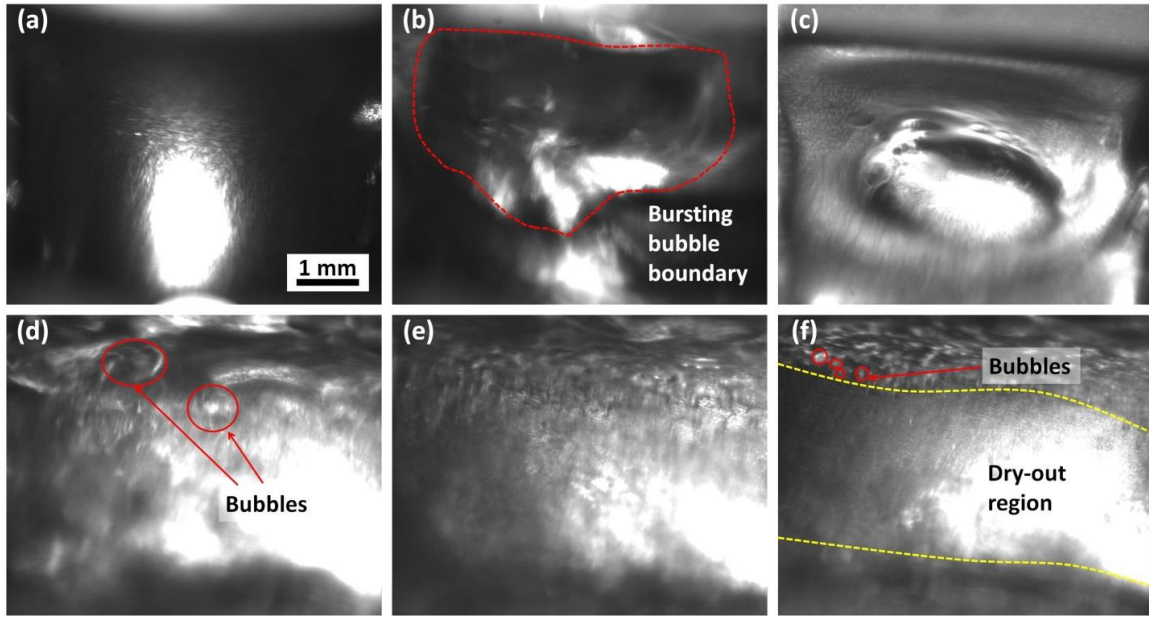 (a)
1 mm
(b)
Bursting
bubble
boundary
(c)
(d)
Bubbles
(e)
(f)
Bubbles
Dry-out
region